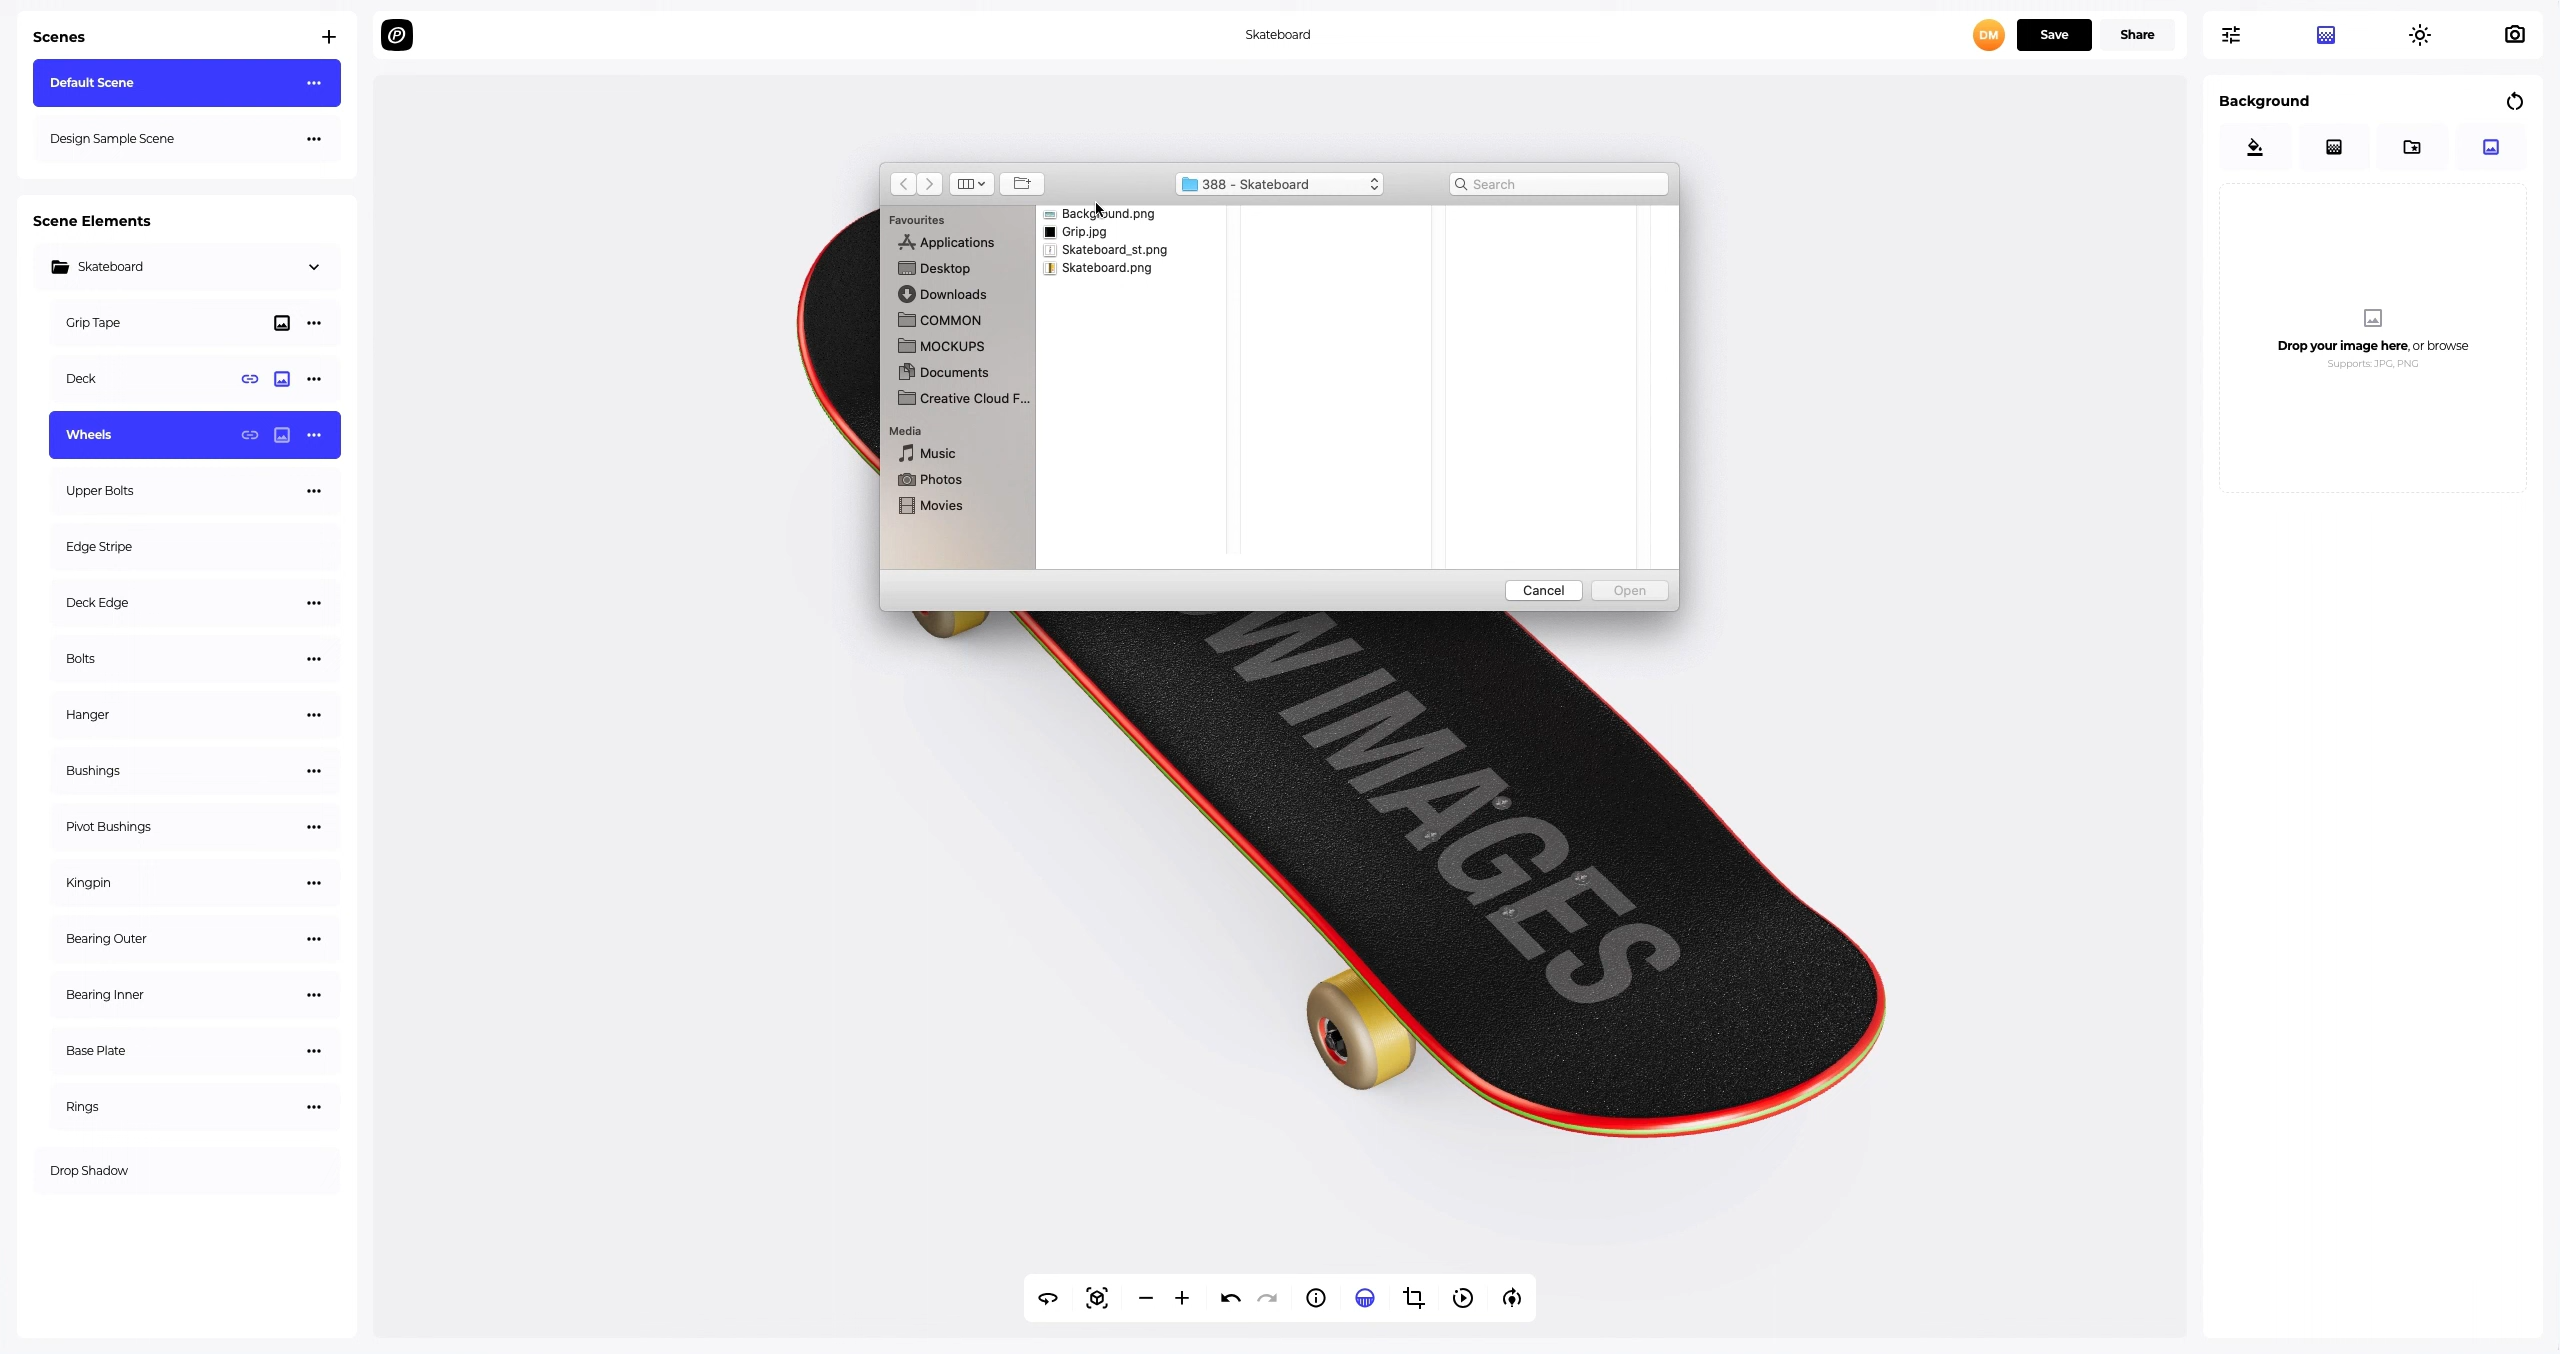 Scenes
Default Scene
Design Sample Scene
Scene Elements
Skateboard
Grip Tape
Deck
Wheels
Upper Bolts
Edge Stripe
Deck Edge
Bolts
Hanger
Bushings
Pivot Bushings
Kingpin
Bearing Outer
Bearing Inner
Base Plate
Rings
Drop Shadow
Skateboard
DM
Save
Share
388 - Skateboard
Search
Favourites
Applications
Desktop
Downloads
COMMON
MOCKUPS
Documents
Creative Cloud F...
Media
Music
Photos
Movies
Background.png
Grip.jpg
Skateboard_st.png
Skateboard.png
Cancel
Open
W IMAGES
Background
Drop your image here, or browse
Supports: JPG, PNG